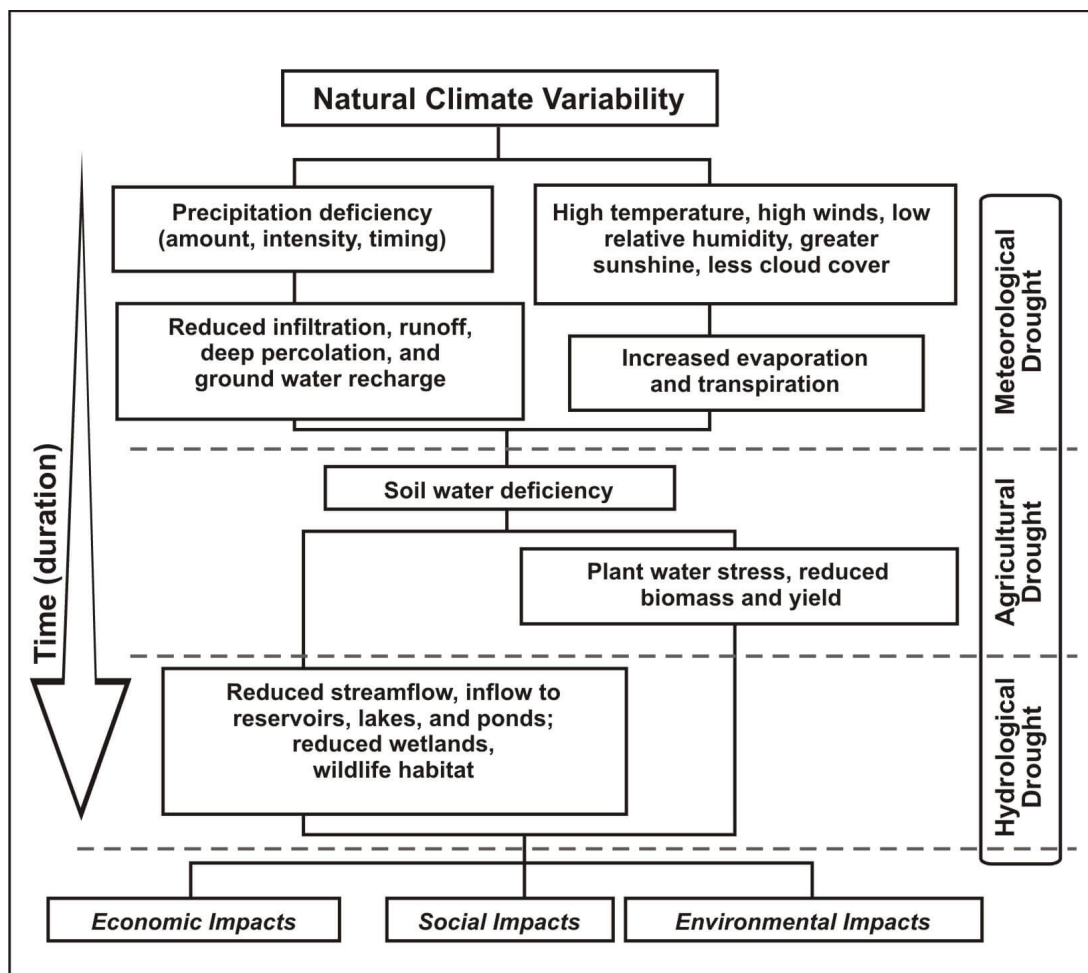 Natural Climate Variability
Precipitation deficiency
(amount, intensity, timing)
High temperature, high winds, low
relative humidity, greater
sunshine, less cloud cover
Reduced infiltration, runoff,
deep percolation, and
ground water recharge
Increased evaporation
and transpiration
Meteorological
Drought
Time (duration)
Soil water deficiency
Plant water stress, reduced
biomass and yield
Agricultural
Drought
Reduced streamflow, inflow to
reservoirs, lakes, and ponds;
reduced wetlands,
wildlife habitat
Hydrological
Drought
Economic Impacts
Social Impacts
Environmental Impacts